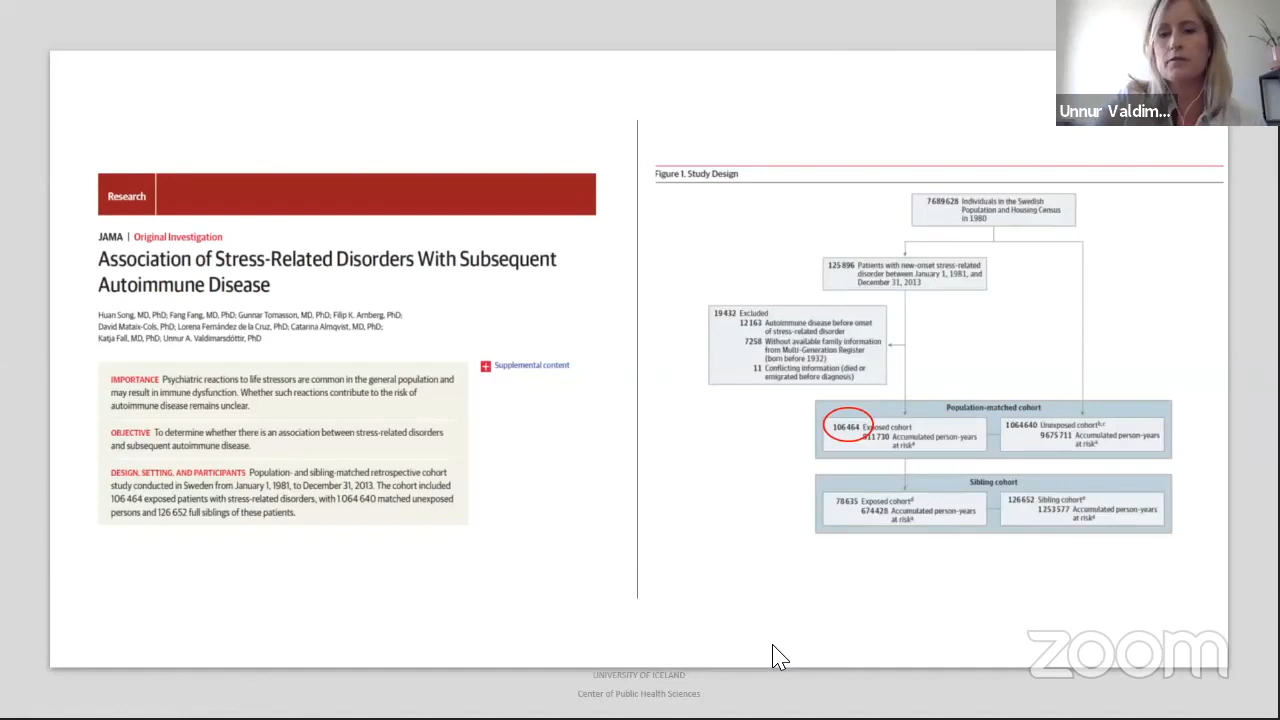 Unnur Valdim...
Research
JAMA | Original Investigation
Association of Stress-Related Disorders With Subsequent
Autoimmune Disease
Huan Song, MD, PhD; Fang Fang, MD, PhD; Gunnar Tomasson, MD, PhD; Filip K. Arnberg, PhD;
David Mataix-Cols, PhD; Lorena Fernández de la Cruz, PhD; Catarina Almqvist, MD, PhD;
Katja Fall, MD, PhD, Unnur A. Valdimarsdóttir, PhD
Supplemental content
IMPORTANCE Psychiatric reactions to life stressors are common in the general population and
may result in immune dysfunction. Whether such reactions contribute to the risk of
autoimmune disease remains unclear.
OBJECTIVE To determine whether there is an association between stress-related disorders
and subsequent autoimmune disease.
DESIGN, SETTING, AND PARTICIPANTS Population- and sibling-matched retrospective cohort
study conducted in Sweden from January 1, 1981, to December 31, 2013. The cohort included
106 464 exposed patients with stress-related disorders, with 1 064 640 matched unexposed
persons and 126 652 full siblings of these patients.
Figure 1. Study Design
7 689 628 Individuals in the Swedish
Population and Housing Census
in 1980
125 896 Patients with new-onset stress-related
disorder between January 1, 1981, and
December 31, 2013
19 432 Excluded
12 163 Autoimmune disease before onset
of stress-related disorder
7258 Without available family information
from Multi-Generation Register
(born before 1932)
11 Conflicting information (died or
emigrated before diagnosis)
Population-matched cohort
106 464 Exposed cohort
911 730 Accumulated person-years
at risk
1 064 640 Unexposed cohort b,c
9 675 711 Accumulated person-years
at risk
Sibling cohort
78 635 Exposed cohort d
674 428 Accumulated person-years
at risk
126 652 Sibling cohort
1 253 577 Accumulated person-years
at risk
zoom
UNIVERSITY OF ICELAND
Center of Public Health Sciences